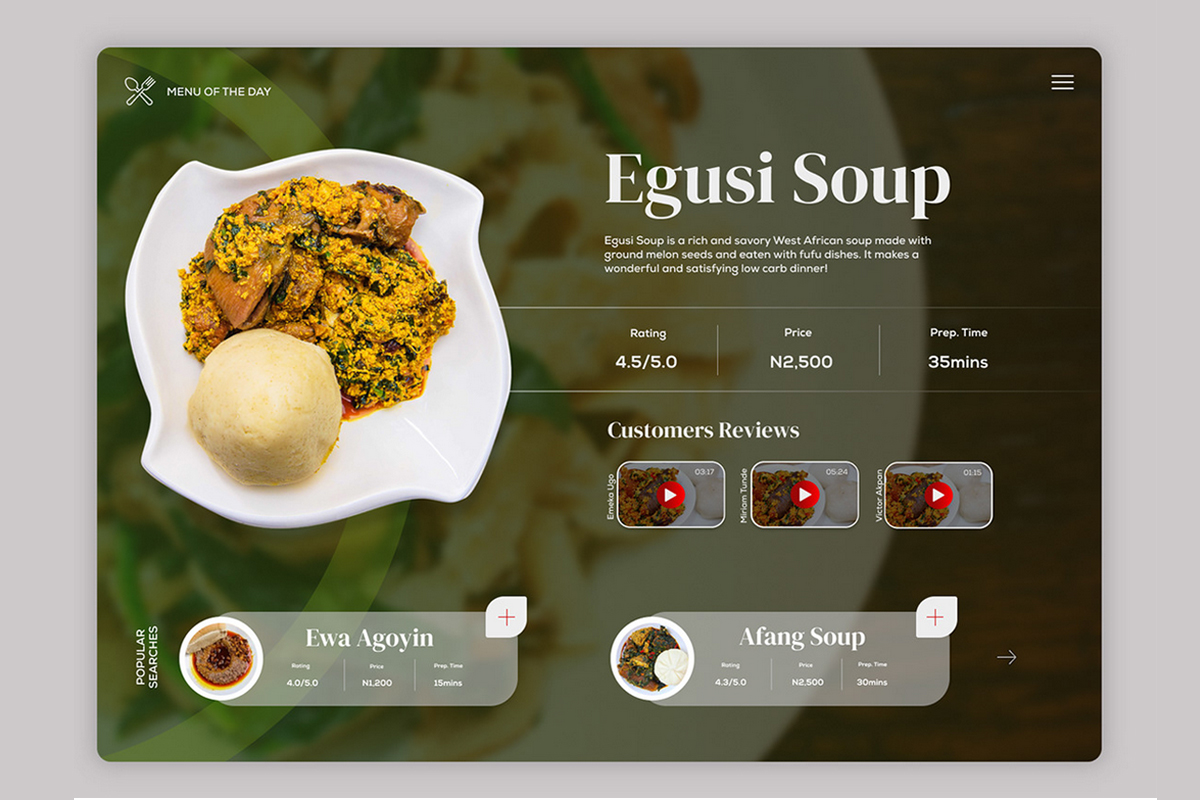 MENU OF THE DAY
Egusi Soup
Egusi Soup is a rich and savory West African soup made with
ground melon seeds and eaten with fufu dishes. It makes a
wonderful and satisfying low carb dinner!
Rating
Price
Prep. Time
4.5/5.0
N2,500
35mins
Customers Reviews
Emeka Ugo
03:17
Miriam Tunde
05:24
Victor Akpan
01:15
POPULAR
SEARCHES
Ewa Agoyin
Rating
Price
Prep. Time
4.0/5.0
N1,200
15mins
Afang Soup
Rating
Price
Prep. Time
4.3/5.0
N2,500
30mins